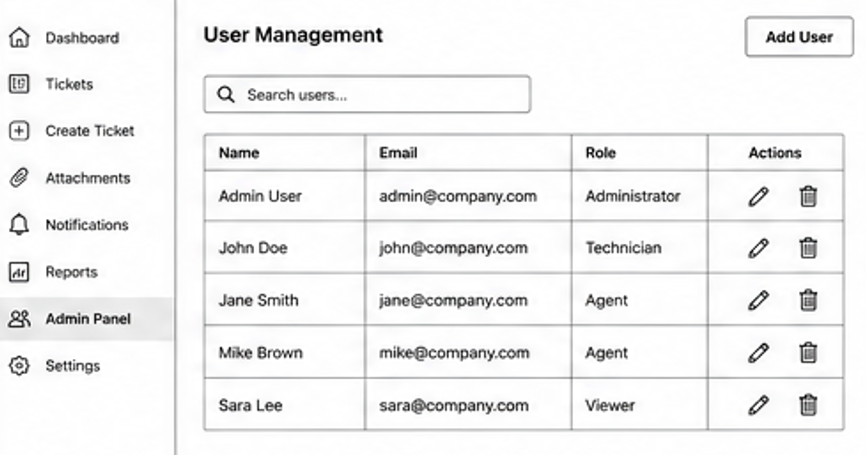 Dashboard
Tickets
Create Ticket
Attachments
Notifications
Reports
Admin Panel
Settings
User Management
Add User
Search users...
Name Email Role Actions
Admin User admin@company.com Administrator
John Doe john@company.com Technician
Jane Smith jane@company.com Agent
Mike Brown mike@company.com Agent
Sara Lee sara@company.com Viewer